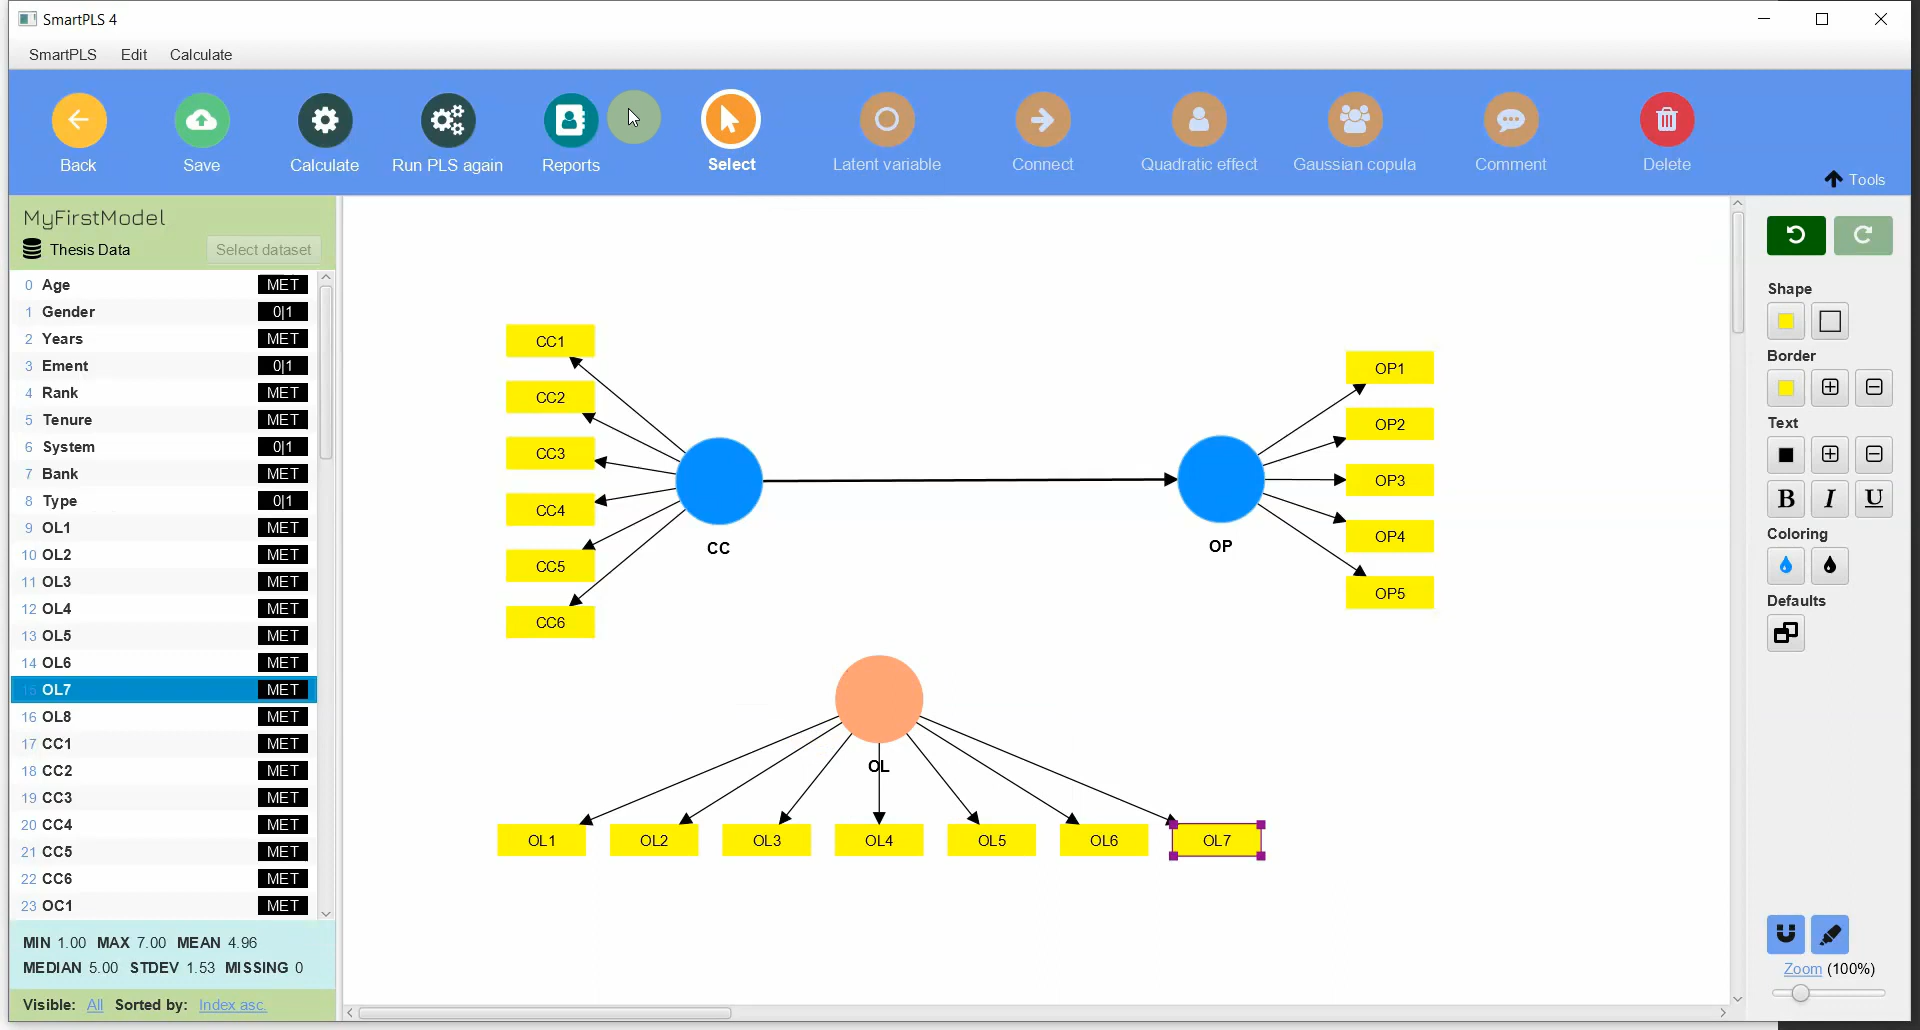 SmartPLS 4
SmartPLS Edit Calculate
Back Save Calculate Run PLS again Reports Select Latent variable Connect Quadratic effect Gaussian copula Comment Delete
Tools
MyFirstModel
Thesis Data Select dataset
0 Age MET
1 Gender 0|1
2 Years MET
3 Ement 0|1
4 Rank MET
5 Tenure MET
6 System 0|1
7 Bank MET
8 Type 0|1
9 OL1 MET
10 OL2 MET
11 OL3 MET
12 OL4 MET
13 OL5 MET
14 OL6 MET
15 OL7 MET
16 OL8 MET
17 CC1 MET
18 CC2 MET
19 CC3 MET
20 CC4 MET
21 CC5 MET
22 CC6 MET
23 OC1 MET
MIN 1.00 MAX 7.00 MEAN 4.96
MEDIAN 5.00 STDEV 1.53 MISSING 0
Visible: All Sorted by: Index asc.
CC1
CC2
CC3
CC4
CC5
CC6
CC
OP
OP1
OP2
OP3
OP4
OP5
OL
OL1 OL2 OL3 OL4 OL5 OL6 OL7
Shape
Border
Text
B I U
Coloring
Defaults
Zoom (100%)